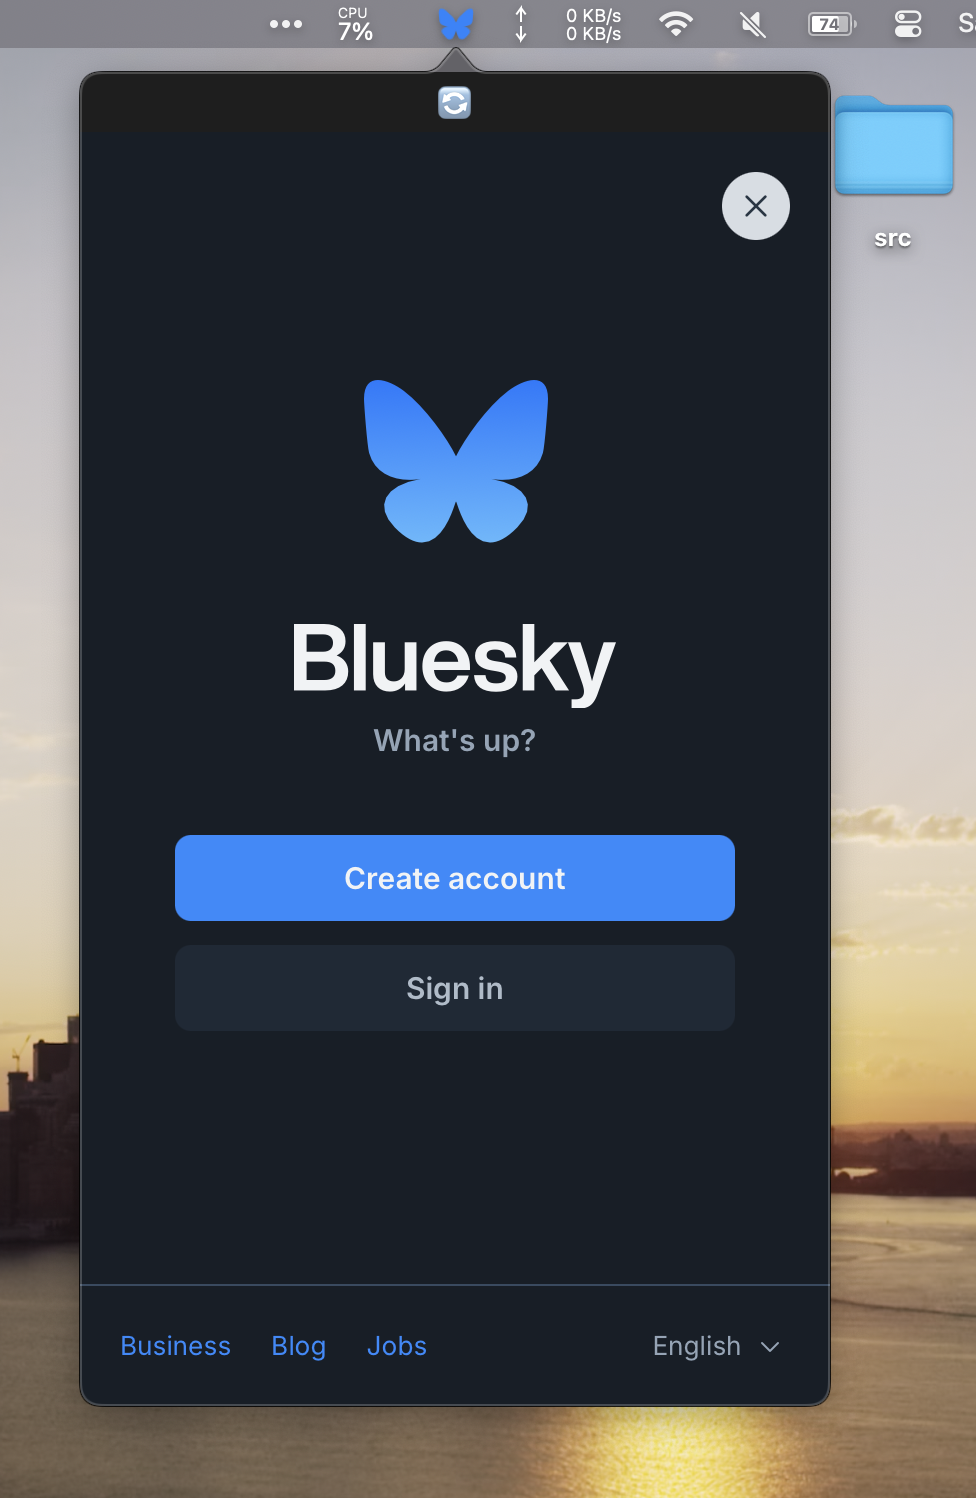 CPU
7%
0 KB/s
0 KB/s
74
src
Bluesky
What's up?
Create account
Sign in
Business Blog Jobs English